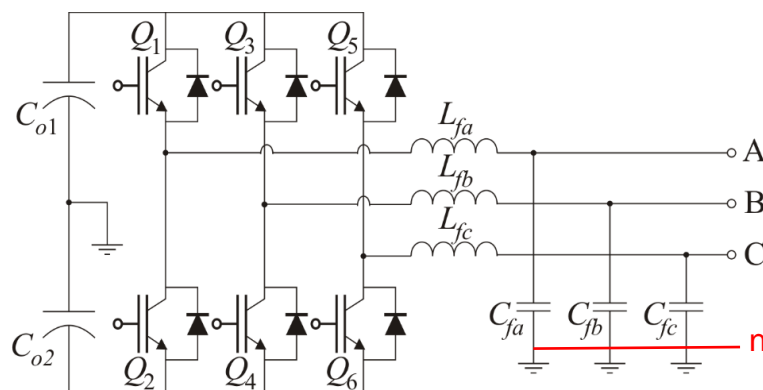 Q1 Q3 Q5
Co1
Lfa
A
Lfb
B
Lfc
C
Co2
Cfa Cfb Cfc
n
Q2 Q4 Q6